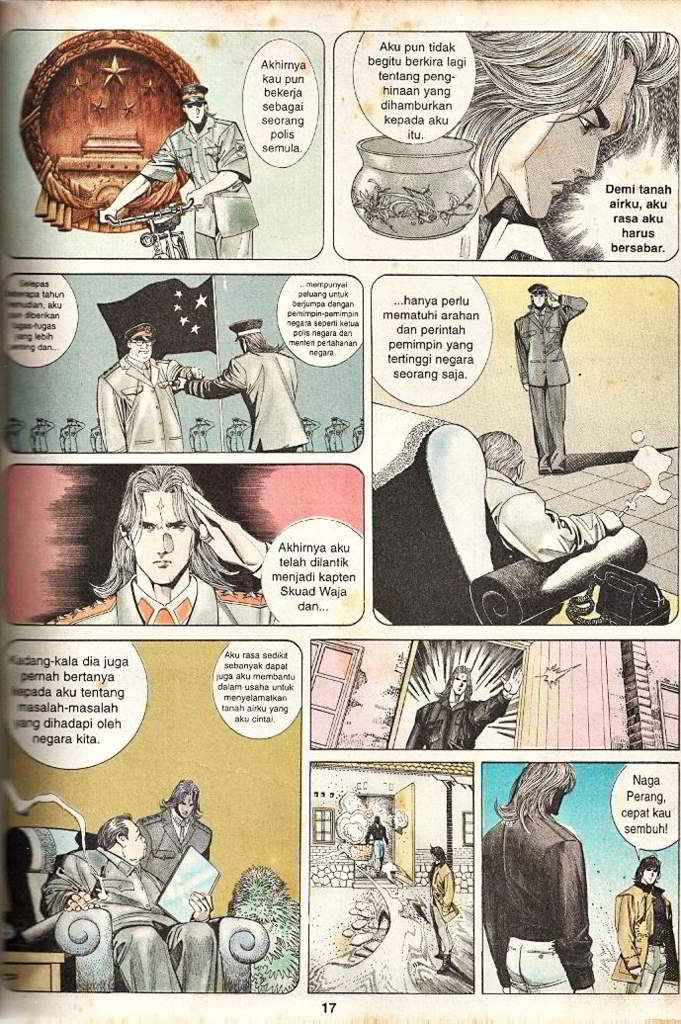 Akhirnya
kau pun
bekerja
sebagai
seorang
polis
semula.
Aku pun tidak
begitu berkira lagi
tentang peng-
hinaan yang
dihamburkan
kepada aku
itu.
Demi tanah
airku, aku
rasa aku
harus
bersabar.
Selepas
beberapa tahun
kemudian, aku
pun diberikan
tugas-tugas
yang lebih
penting dan...
... mempunyai
peluang untuk
berjumpa dengan
pemimpin-pemimpin
negara seperti ketua
polis negara dan
menteri pertahanan
negara.
...hanya perlu
mematuhi arahan
dan perintah
pemimpin yang
tertinggi negara
seorang saja.
Akhirnya aku
telah dilantik
menjadi kapten
Skuad Waja
dan...
Kadang-kala dia juga
pernah bertanya
kepada aku tentang
masalah-masalah
yang dihadapi oleh
negara kita.
Aku rasa sedikit
sebanyak dapat
juga aku membantu
dalam usaha untuk
menyelamatkan
tanah airku yang
aku cintai.
Naga
Perang,
cepat kau
sembuh!
17